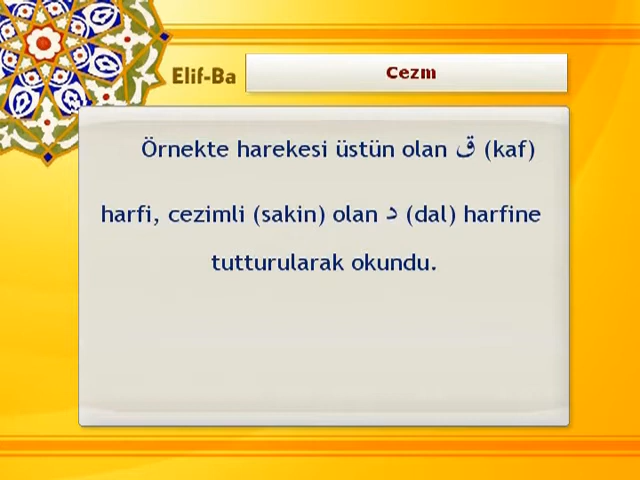 Elif-Ba
Cezm
Örnekte harekesi üstün olan ق (kaf)
harfi, cezimli (sakin) olan د (dal) harfine
tutturularak okundu.